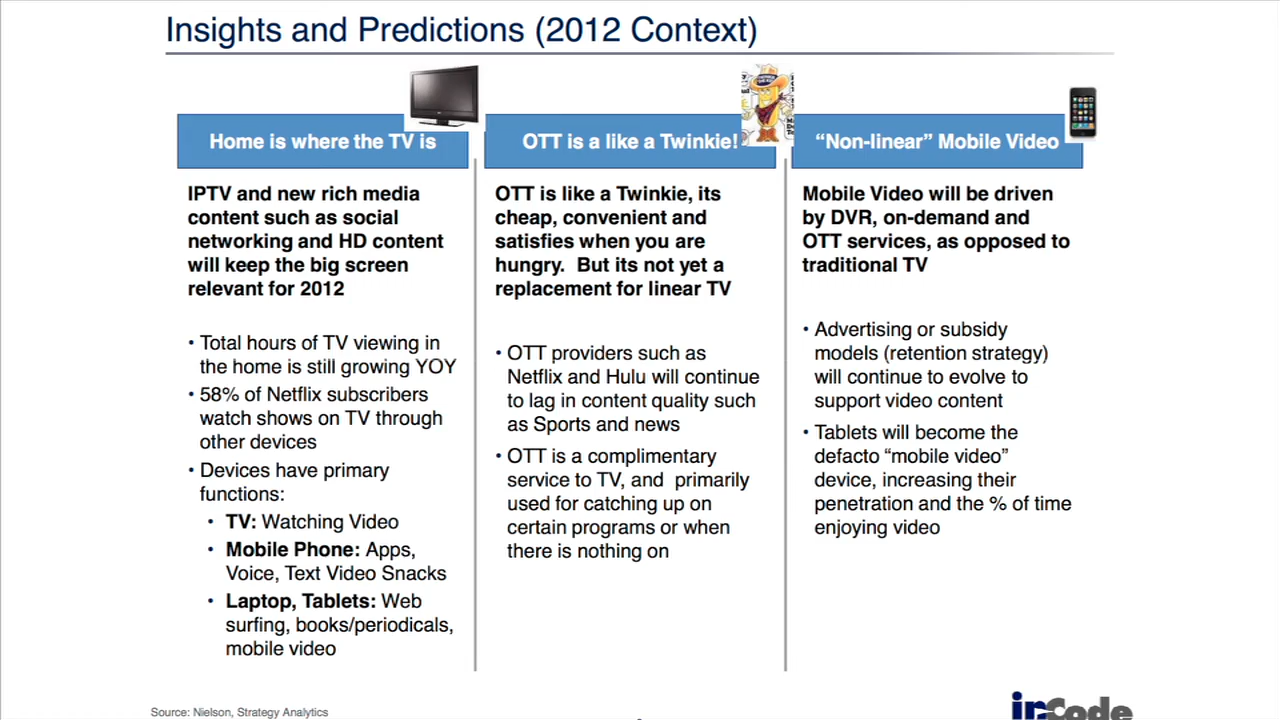 Insights and Predictions (2012 Context)
Home is where the TV is
IPTV and new rich media
content such as social
networking and HD content
will keep the big screen
relevant for 2012
• Total hours of TV viewing in
the home is still growing YOY
• 58% of Netflix subscribers
watch shows on TV through
other devices
• Devices have primary
functions:
• TV: Watching Video
• Mobile Phone: Apps,
Voice, Text Video Snacks
• Laptop, Tablets: Web
surfing, books/periodicals,
mobile video
OTT is a like a Twinkie!
OTT is like a Twinkie, its
cheap, convenient and
satisfies when you are
hungry. But its not yet a
replacement for linear TV
• OTT providers such as
Netflix and Hulu will continue
to lag in content quality such
as Sports and news
• OTT is a complimentary
service to TV, and primarily
used for catching up on
certain programs or when
there is nothing on
“Non-linear” Mobile Video
Mobile Video will be driven
by DVR, on-demand and
OTT services, as opposed to
traditional TV
• Advertising or subsidy
models (retention strategy)
will continue to evolve to
support video content
• Tablets will become the
defacto “mobile video”
device, increasing their
penetration and the % of time
enjoying video
Source: Nielson, Strategy Analytics
inCode